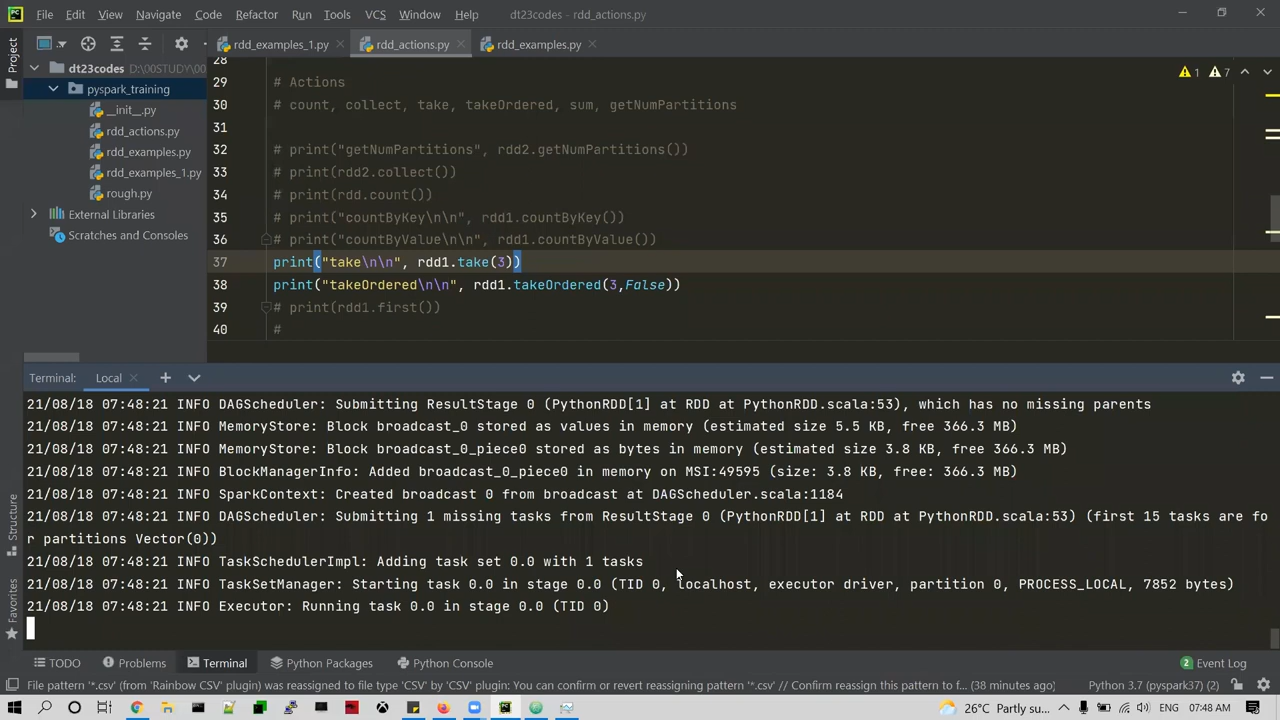 File Edit View Navigate Code Refactor Run Tools VCS Window Help dt23codes - rdd_actions.py
Project
rdd_examples_1.py rdd_actions.py rdd_examples.py
dt23codes D:\00STUDY\00
pyspark_training
__init__.py
rdd_actions.py
rdd_examples.py
rdd_examples_1.py
rough.py
External Libraries
Scratches and Consoles
1 7
28
29 # Actions
30 # count, collect, take, takeOrdered, sum, getNumPartitions
31
32 # print("getNumPartitions", rdd2.getNumPartitions())
33 # print(rdd2.collect())
34 # print(rdd.count())
35 # print("countByKey\n\n", rdd1.countByKey())
36 # print("countByValue\n\n", rdd1.countByValue())
37 print("take\n\n", rdd1.take(3))
38 print("takeOrdered\n\n", rdd1.takeOrdered(3,False))
39 # print(rdd1.first())
40 #
Terminal: Local
21/08/18 07:48:21 INFO DAGScheduler: Submitting ResultStage 0 (PythonRDD[1] at RDD at PythonRDD.scala:53), which has no missing parents
21/08/18 07:48:21 INFO MemoryStore: Block broadcast_0 stored as values in memory (estimated size 5.5 KB, free 366.3 MB)
21/08/18 07:48:21 INFO MemoryStore: Block broadcast_0_piece0 stored as bytes in memory (estimated size 3.8 KB, free 366.3 MB)
21/08/18 07:48:21 INFO BlockManagerInfo: Added broadcast_0_piece0 in memory on MSI:49595 (size: 3.8 KB, free: 366.3 MB)
21/08/18 07:48:21 INFO SparkContext: Created broadcast 0 from broadcast at DAGScheduler.scala:1184
21/08/18 07:48:21 INFO DAGScheduler: Submitting 1 missing tasks from ResultStage 0 (PythonRDD[1] at RDD at PythonRDD.scala:53) (first 15 tasks are fo
r partitions Vector(0))
21/08/18 07:48:21 INFO TaskSchedulerImpl: Adding task set 0.0 with 1 tasks
21/08/18 07:48:21 INFO TaskSetManager: Starting task 0.0 in stage 0.0 (TID 0, localhost, executor driver, partition 0, PROCESS_LOCAL, 7852 bytes)
21/08/18 07:48:21 INFO Executor: Running task 0.0 in stage 0.0 (TID 0)
Structure
Favorites
TODO Problems Terminal Python Packages Python Console 2 Event Log
File pattern '*.csv' (from 'Rainbow CSV' plugin) was reassigned to file type 'CSV' by 'CSV' plugin: You can confirm or revert reassigning pattern '*.csv' // Confirm reassign this pattern to f... (38 minutes ago) Python 3.7 (pyspark37) (2)
26°C Partly su... ENG 07:48 AM